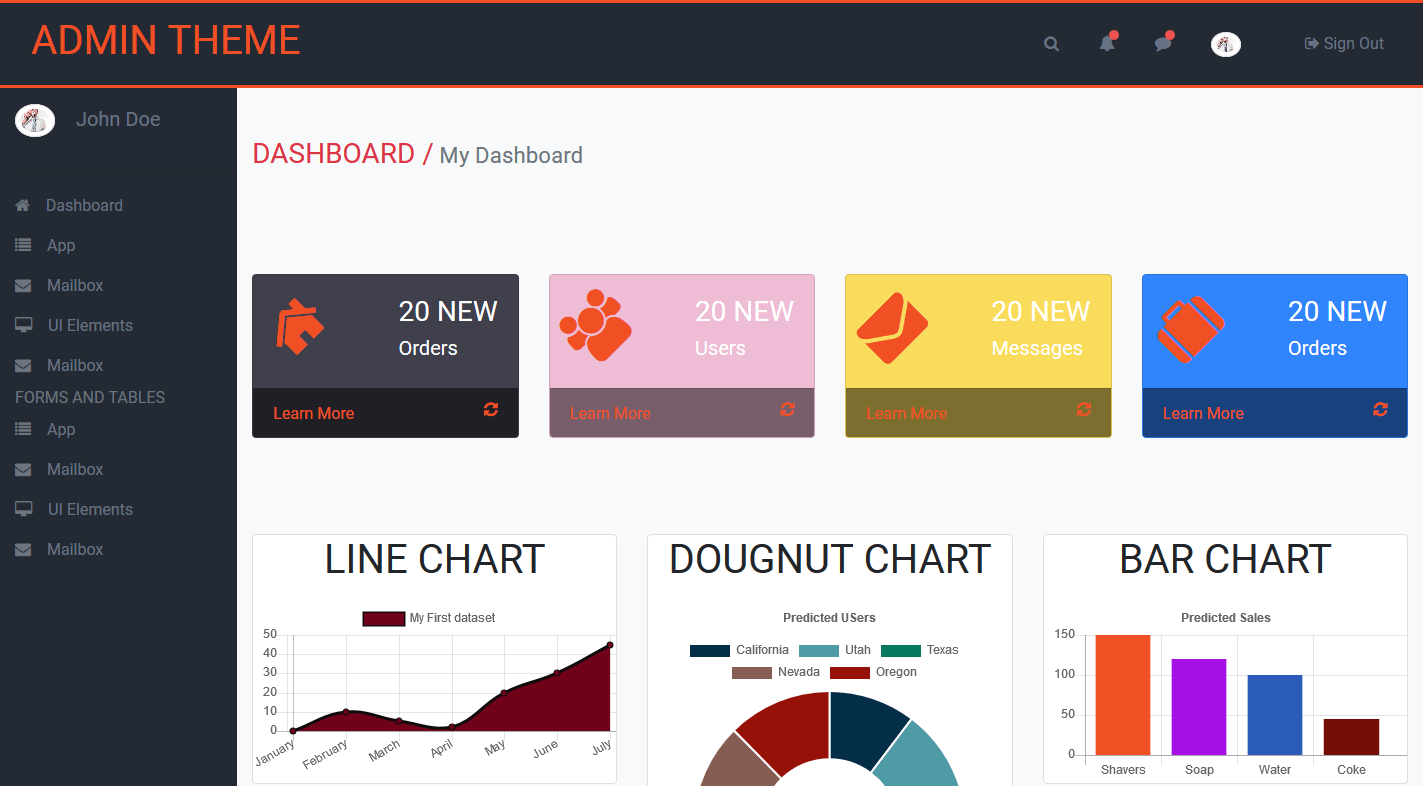 ADMIN THEME
Sign Out
John Doe
Dashboard
App
Mailbox
UI Elements
Mailbox
FORMS AND TABLES
App
Mailbox
UI Elements
Mailbox
DASHBOARD / My Dashboard
20 NEW
Orders
Learn More
20 NEW
Users
Learn More
20 NEW
Messages
Learn More
20 NEW
Orders
Learn More
LINE CHART
My First dataset
50
40
30
20
10
0
January February March April May June July
DOUGNUT CHART
Predicted USers
California Utah Texas
Nevada Oregon
BAR CHART
Predicted Sales
150
100
50
0
Shavers Soap Water Coke